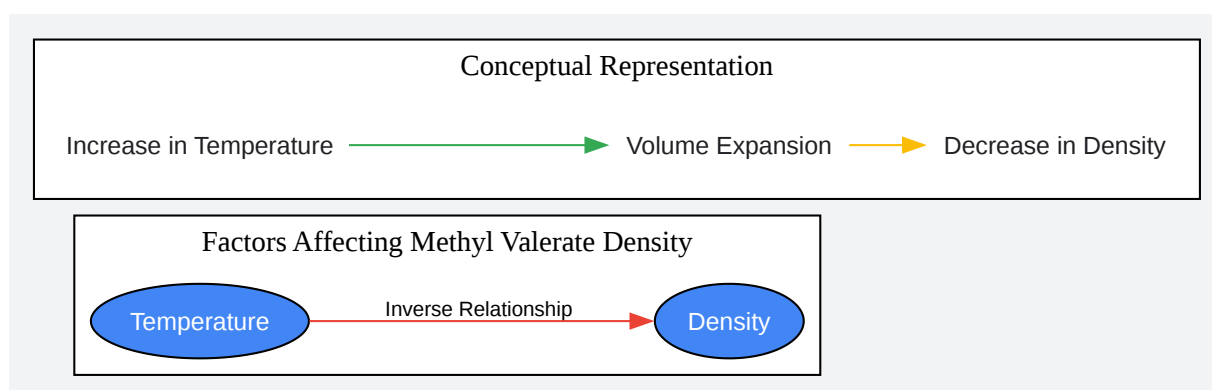 Conceptual Representation
Increase in Temperature Volume Expansion Decrease in Density
Factors Affecting Methyl Valerate Density
Temperature Inverse Relationship Density